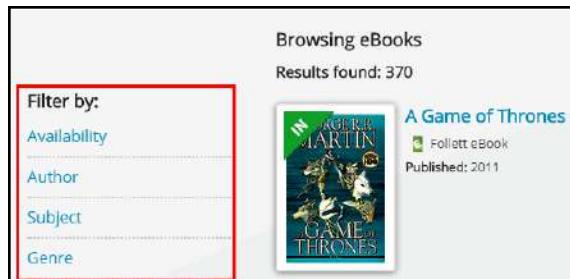 Browsing eBooks
Results found: 370
Filter by:
Availability
Author
Subject
Genre
IN
GEORGE R.R.
MARTIN
A GAME OF
THRONES
A Game of Thrones
Follett eBook
Published: 2011